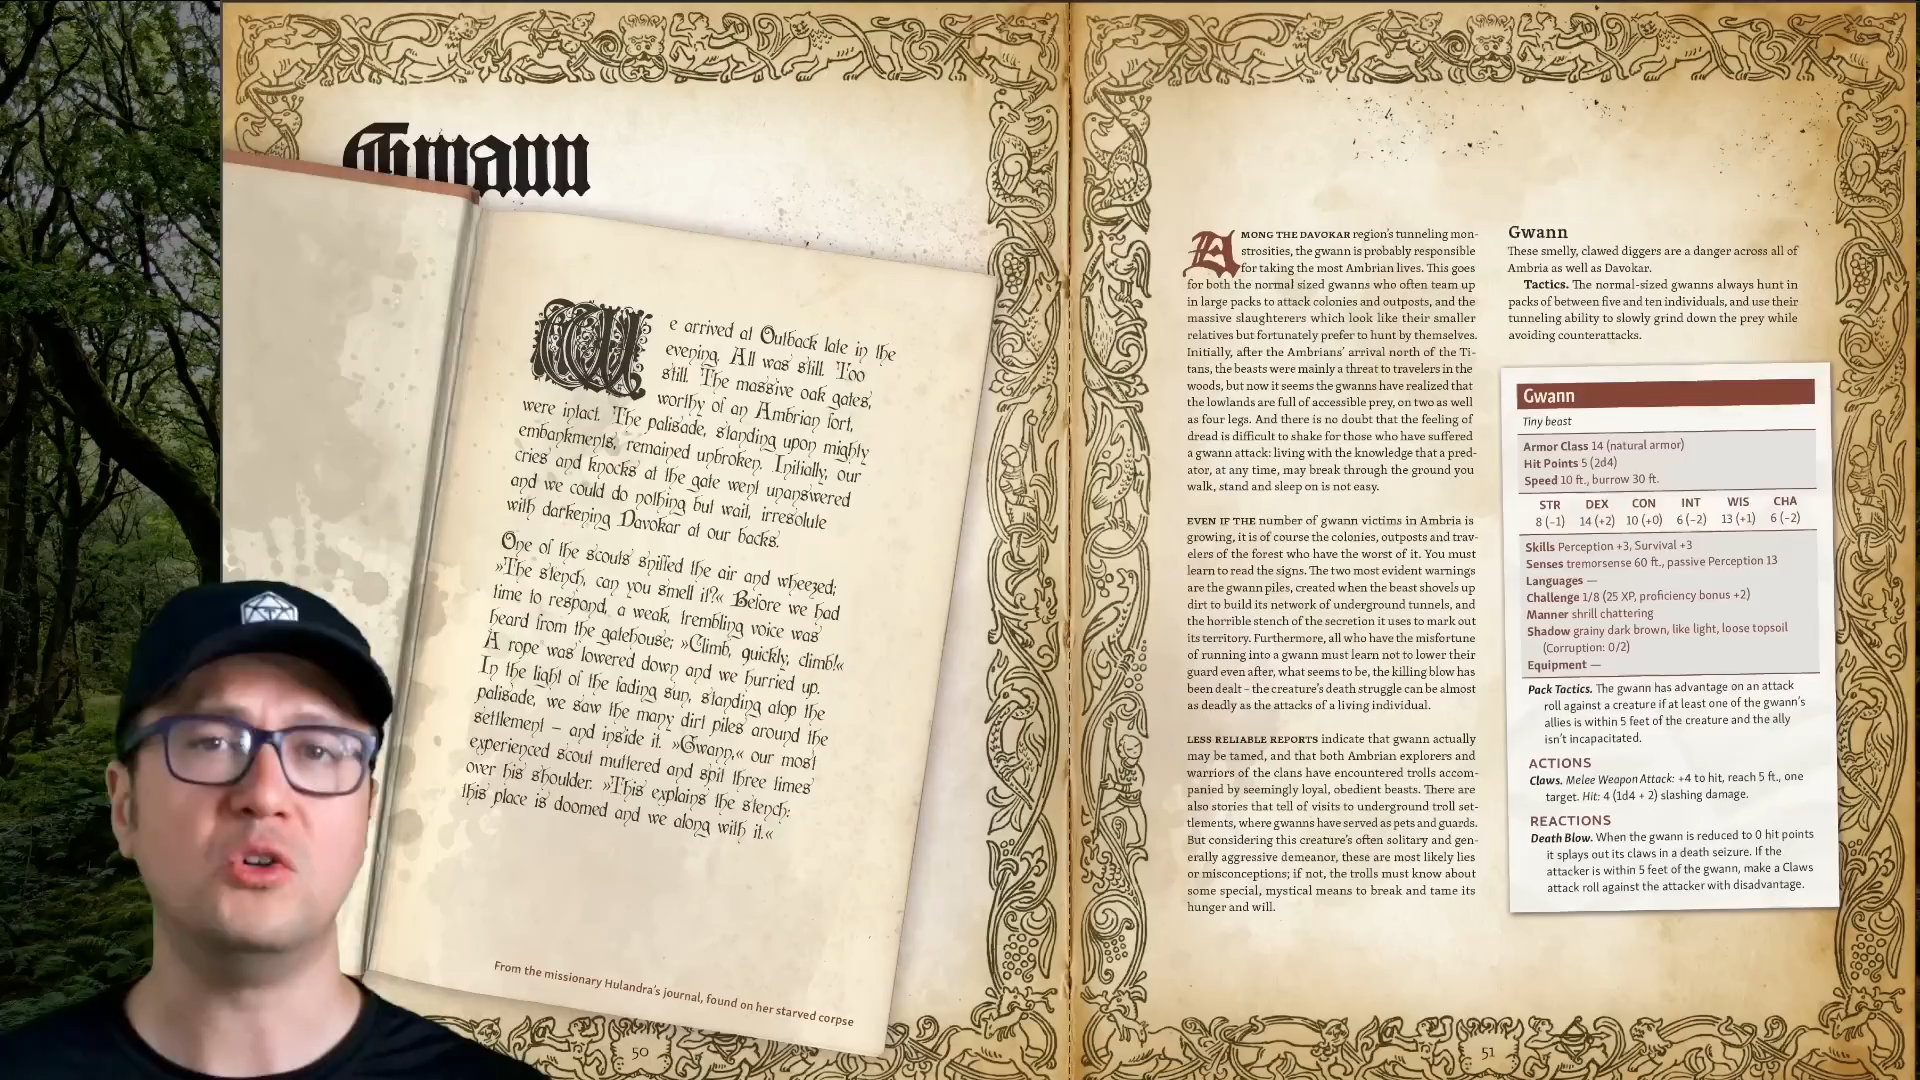 Gwann
We arrived at Outback late in the
evening. All was still. Too
still. The massive oak gates,
worthy of an Ambrian fort,
were intact. The palisade, standing upon mighty
embankments, remained unbroken. Initially, our
cries and knocks at the gate went unanswered
and we could do nothing but wait, irresolute
with darkening Davokar at our backs.
One of the scouts sniffed the air and wheezed;
»The stench, can you smell it?« Before we had
time to respond, a weak, trembling voice was
heard from the gatehouse; »Climb, quickly, climb!«
A rope was lowered down and we hurried up.
In the light of the fading sun, standing atop the
palisade, we saw the many dirt piles around the
settlement – and inside it. »Gwann,« our most
experienced scout muttered and spit three times
over his shoulder. »This explains the stench;
this place is doomed and we along with it.«
From the missionary Hulandra's journal, found on her starved corpse
50
AMONG THE DAVOKAR region's tunneling mon-
strosities, the gwann is probably responsible
for taking the most Ambrian lives. This goes
for both the normal sized gwanns who often team up
in large packs to attack colonies and outposts, and the
massive slaughterers which look like their smaller
relatives but fortunately prefer to hunt by themselves.
Initially, after the Ambrians' arrival north of the Ti-
tans, the beasts were mainly a threat to travelers in the
woods, but now it seems the gwanns have realized that
the lowlands are full of accessible prey, on two as well
as four legs. And there is no doubt that the feeling of
dread is difficult to shake for those who have suffered
a gwann attack: living with the knowledge that a pred-
ator, at any time, may break through the ground you
walk, stand and sleep on is not easy.
EVEN IF THE number of gwann victims in Ambria is
growing, it is of course the colonies, outposts and trav-
elers of the forest who have the worst of it. You must
learn to read the signs. The two most evident warnings
are the gwann piles, created when the beast shovels up
dirt to build its network of underground tunnels, and
the horrible stench of the secretion it uses to mark out
its territory. Furthermore, all who have the misfortune
of running into a gwann must learn not to lower their
guard even after, what seems to be, the killing blow has
been dealt – the creature's death struggle can be almost
as deadly as the attacks of a living individual.
LESS RELIABLE REPORTS indicate that gwann actually
may be tamed, and that both Ambrian explorers and
warriors of the clans have encountered trolls accom-
panied by seemingly loyal, obedient beasts. There are
also stories that tell of visits to underground troll set-
tlements, where gwanns have served as pets and guards.
But considering this creature's often solitary and gen-
erally aggressive demeanor, these are most likely lies
or misconceptions; if not, the trolls must know about
some special, mystical means to break and tame its
hunger and will.
Gwann
These smelly, clawed diggers are a danger across all of
Ambria as well as Davokar.
Tactics. The normal-sized gwanns always hunt in
packs of between five and ten individuals, and use their
tunneling ability to slowly grind down the prey while
avoiding counterattacks.
Gwann
Tiny beast
Armor Class 14 (natural armor)
Hit Points 5 (2d4)
Speed 10 ft., burrow 30 ft.
STR DEX CON INT WIS CHA
8 (–1) 14 (+2) 10 (+0) 6 (–2) 13 (+1) 6 (–2)
Skills Perception +3, Survival +3
Senses tremorsense 60 ft., passive Perception 13
Languages —
Challenge 1/8 (25 XP, proficiency bonus +2)
Manner shrill chattering
Shadow grainy dark brown, like light, loose topsoil
(Corruption: 0/2)
Equipment —
Pack Tactics. The gwann has advantage on an attack
roll against a creature if at least one of the gwann's
allies is within 5 feet of the creature and the ally
isn't incapacitated.
ACTIONS
Claws. Melee Weapon Attack: +4 to hit, reach 5 ft., one
target. Hit: 4 (1d4 + 2) slashing damage.
REACTIONS
Death Blow. When the gwann is reduced to 0 hit points
it splays out its claws in a death seizure. If the
attacker is within 5 feet of the gwann, make a Claws
attack roll against the attacker with disadvantage.
51